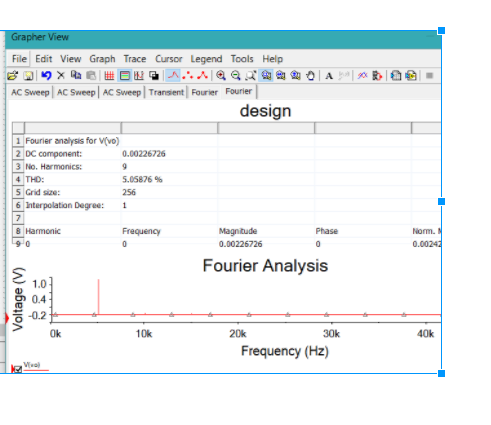 Grapher View
File Edit View Graph Trace Cursor Legend Tools Help
AC Sweep AC Sweep AC Sweep Transient Fourier Fourier
design
1 Fourier analysis for V(vo)
2 DC component: 0.00226726
3 No. Harmonics: 9
4 THD: 5.05876 %
5 Grid size: 256
6 Interpolation Degree: 1
7
8 Harmonic Frequency Magnitude Phase Norm.
9 0 0 0.00226726 0 0.00242
Fourier Analysis
Voltage (V)
1.0
0.4
-0.2
0k 10k 20k 30k 40k
Frequency (Hz)
V(vo)